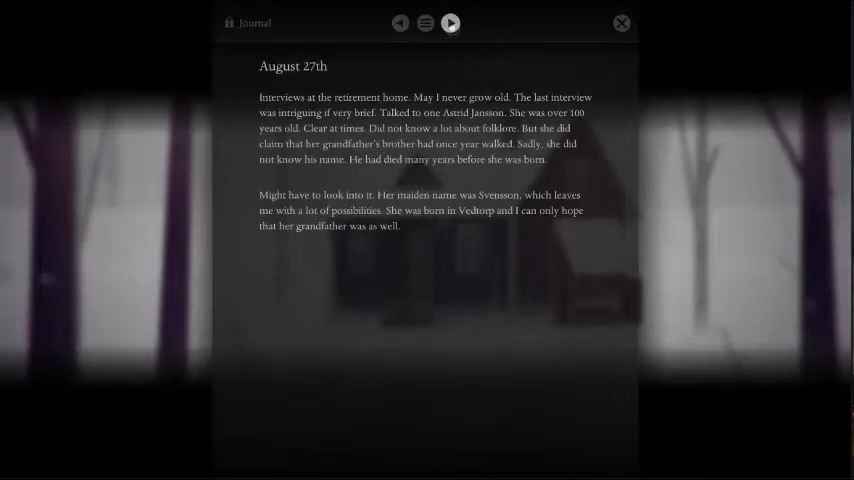 Journal
August 27th
Interviews at the retirement home. May I never grow old. The last interview
was intriguing if very brief. Talked to one Astrid Jansson. She was over 100
years old. Clear at times. Did not know a lot about folklore. But she did
claim that her grandfather's brother had once year walked. Sadly, she did
not know his name. He had died many years before she was born.
Might have to look into it. Her maiden name was Svensson, which leaves
me with a lot of possibilities. She was born in Vedtorp and I can only hope
that her grandfather was as well.